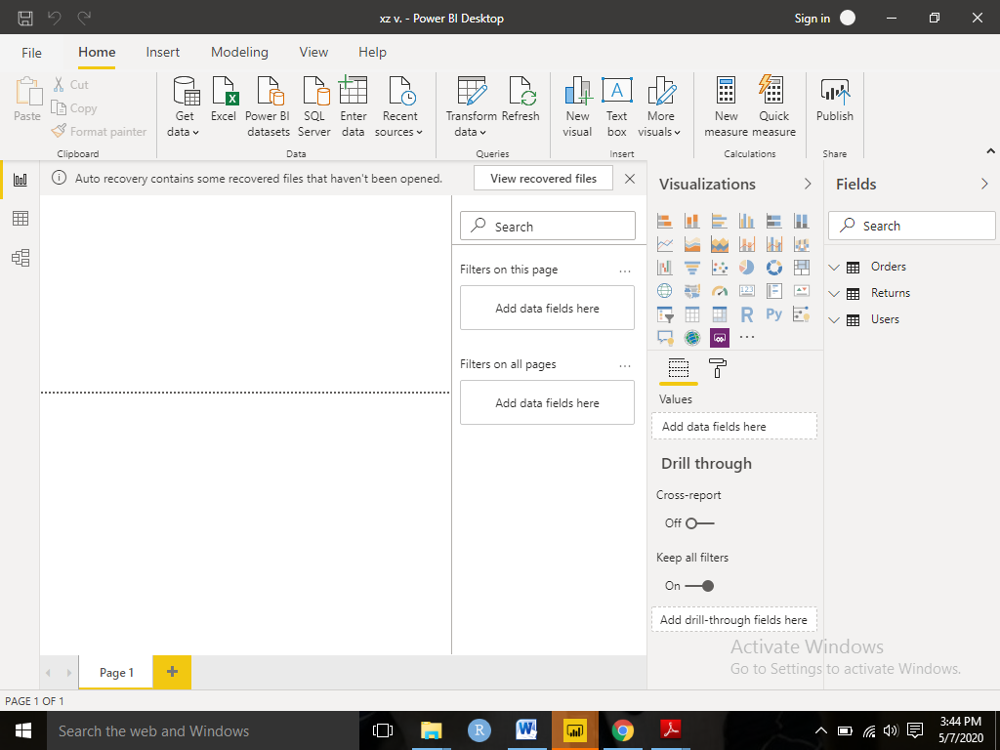 xz v. - Power BI Desktop
Sign in
File
Home
Insert
Modeling
View
Help
Paste
Cut
Copy
Format painter
Clipboard
Get data
Excel
Power BI datasets
SQL Server
Enter data
Recent sources
Data
Transform data
Refresh
Queries
New visual
Text box
More visuals
Insert
New measure
Quick measure
Calculations
Publish
Share
Auto recovery contains some recovered files that haven't been opened.
View recovered files
Search
Filters on this page
...
Add data fields here
Filters on all pages
...
Add data fields here
Visualizations
123
R
Py
...
Values
Add data fields here
Drill through
Cross-report
Off
Keep all filters
On
Add drill-through fields here
Fields
Search
Orders
Returns
Users
Activate Windows
Go to Settings to activate Windows.
Page 1
+
PAGE 1 OF 1
Search the web and Windows
R
W
3:44 PM
5/7/2020